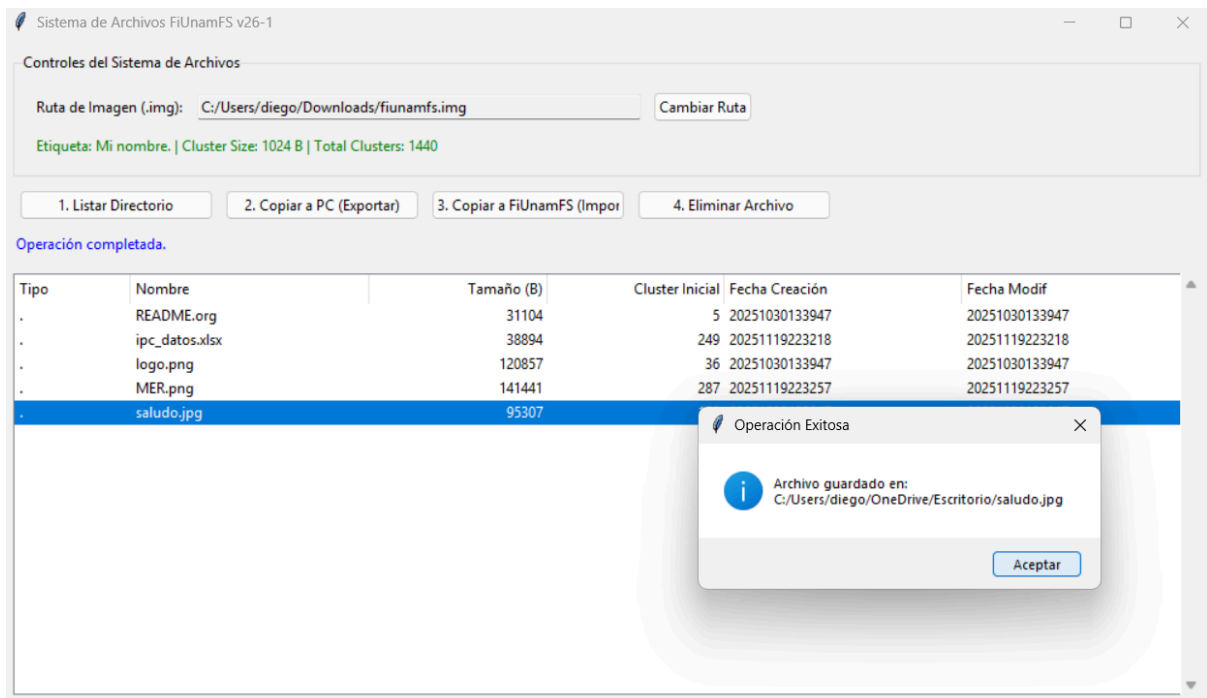 Sistema de Archivos FiUnamFS v26-1
Controles del Sistema de Archivos
Ruta de Imagen (.img): C:/Users/diego/Downloads/fiunamfs.img Cambiar Ruta
Etiqueta: Mi nombre. | Cluster Size: 1024 B | Total Clusters: 1440
1. Listar Directorio 2. Copiar a PC (Exportar) 3. Copiar a FiUnamFS (Impor 4. Eliminar Archivo
Operación completada.
Tipo Nombre Tamaño (B) Cluster Inicial Fecha Creación Fecha Modif
. README.org 31104 5 20251030133947 20251030133947
. ipc_datos.xlsx 38894 249 20251119223218 20251119223218
. logo.png 120857 36 20251030133947 20251030133947
. MER.png 141441 287 20251119223257 20251119223257
. saludo.jpg 95307
Operación Exitosa
Archivo guardado en:
C:/Users/diego/OneDrive/Escritorio/saludo.jpg
Aceptar